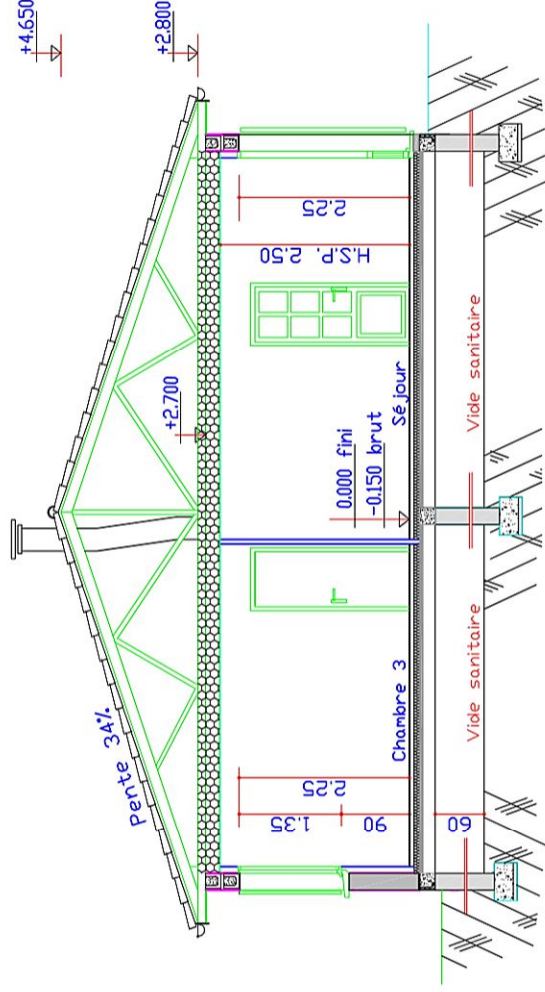 +4.650
+2.800
Pente 34%
+2.700
H.S.P. 2.50
2.25
0.000 fini
-0.150 brut
Séjour
Chambre 3
2.25
1.35
90
60
Vide sanitaire
Vide sanitaire